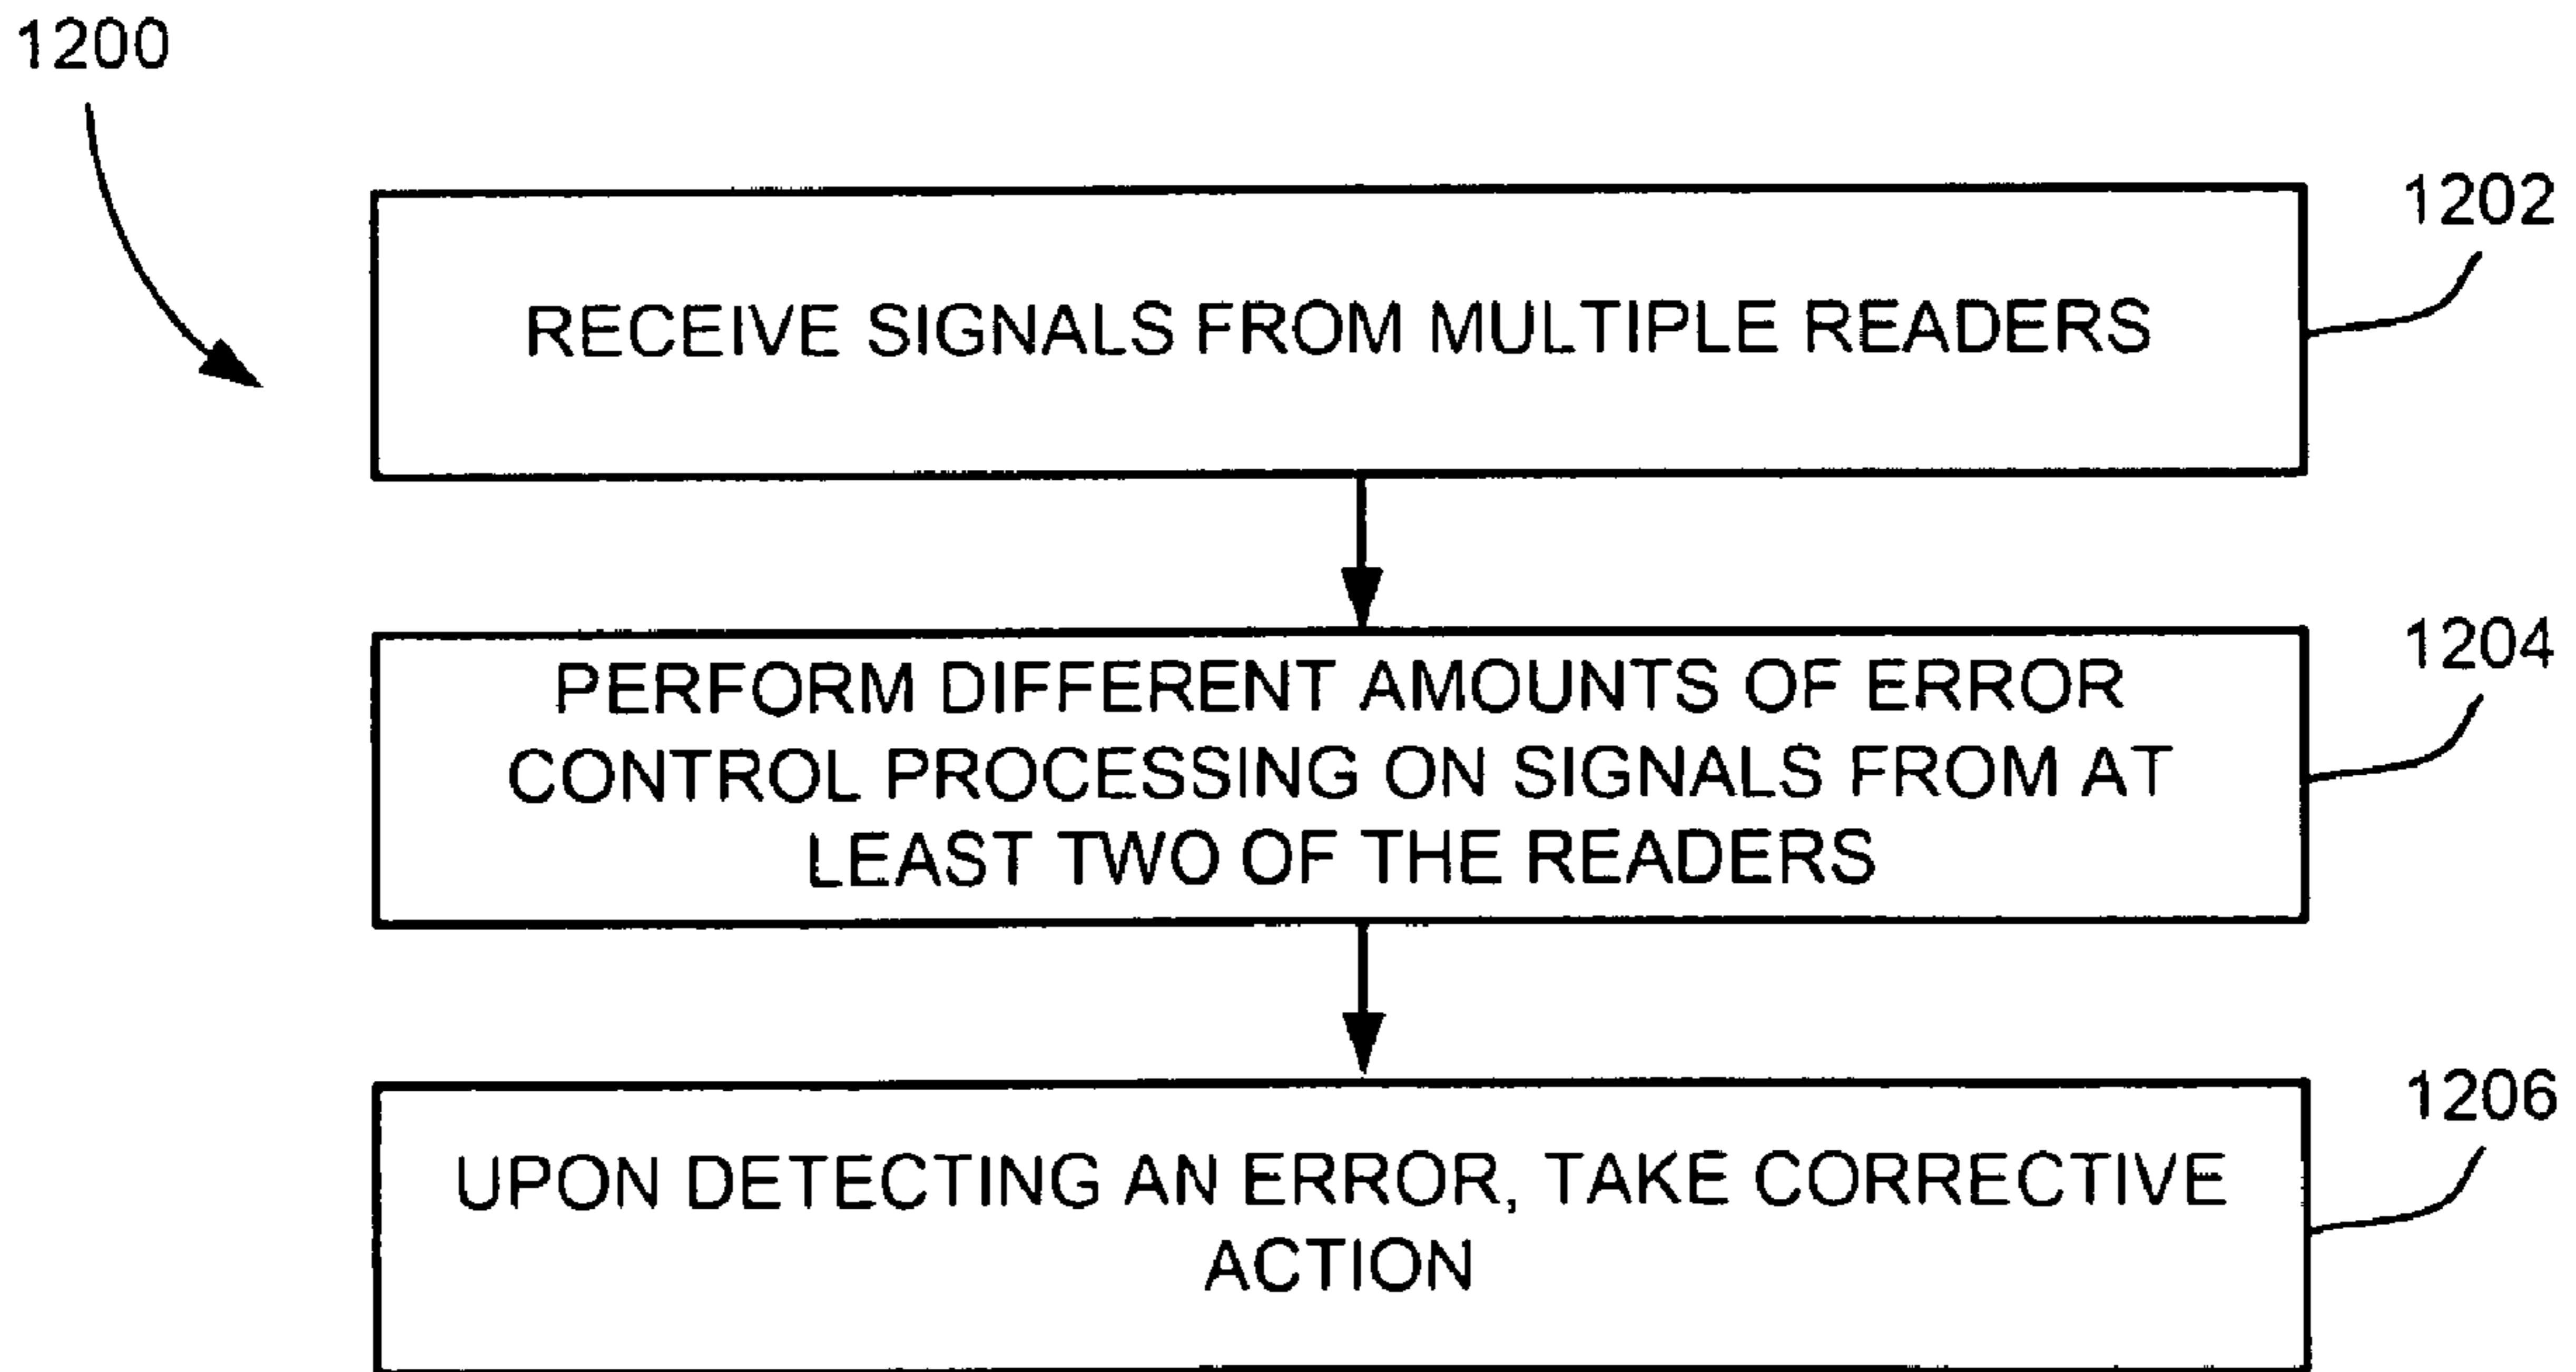 1200
1202
RECEIVE SIGNALS FROM MULTIPLE READERS
1204
PERFORM DIFFERENT AMOUNTS OF ERROR
CONTROL PROCESSING ON SIGNALS FROM AT
LEAST TWO OF THE READERS
1206
UPON DETECTING AN ERROR, TAKE CORRECTIVE
ACTION